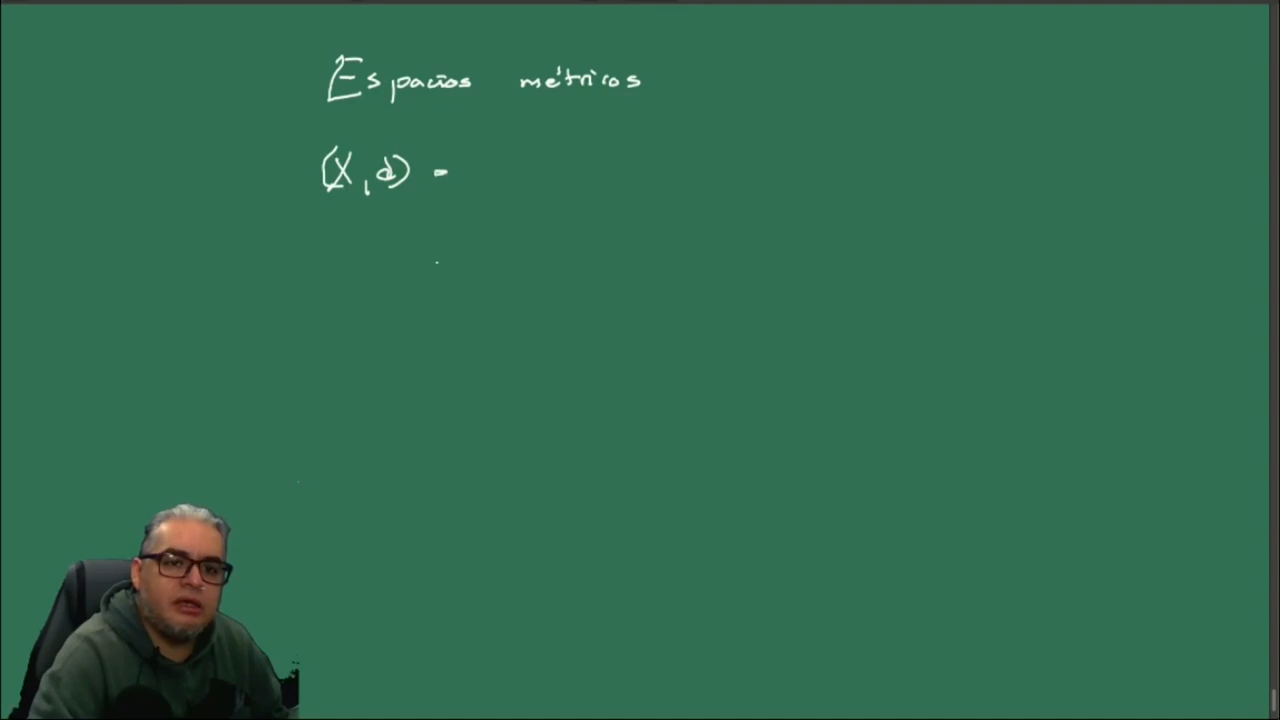 Espacios métricos
(X, d) -